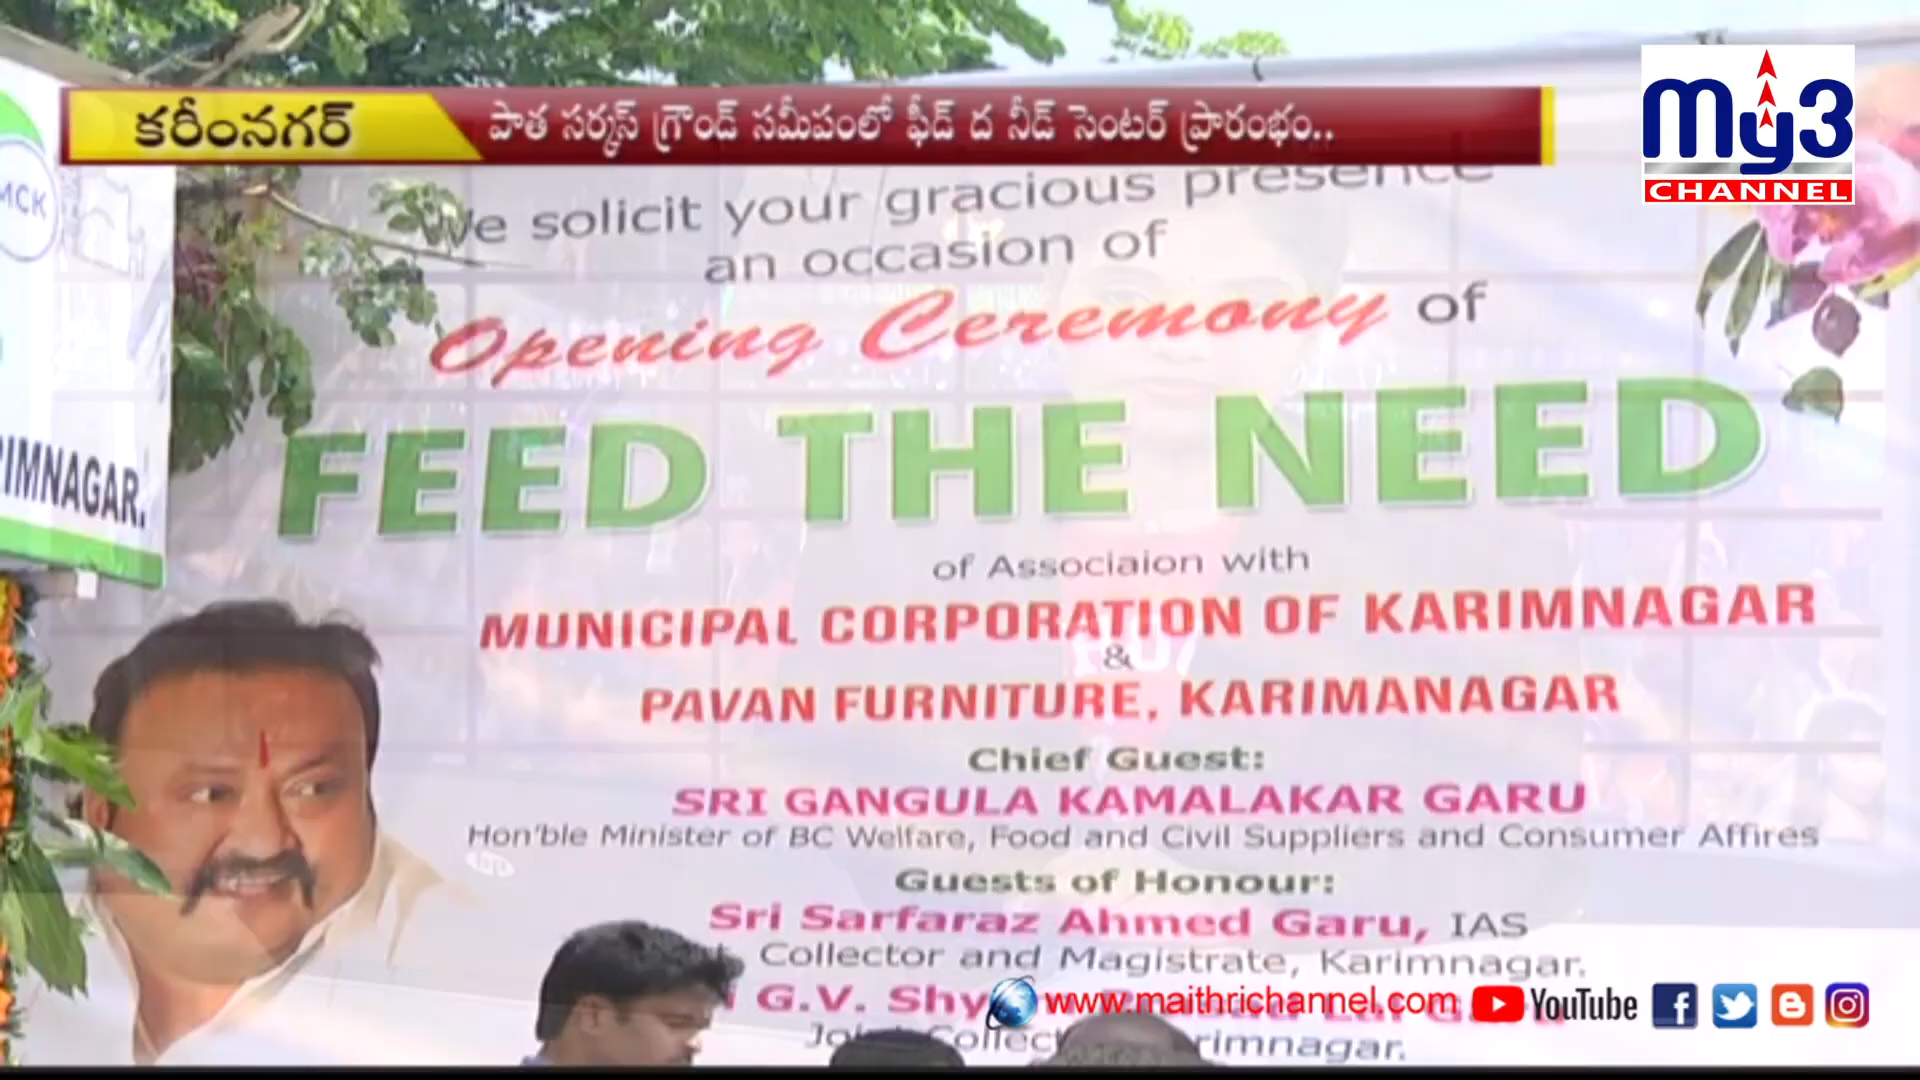 కరీంనగర్ పాత సర్కస్ గ్రౌండ్ సమీపంలో ఫీడ్ ద నీడ్ సెంటర్ ప్రారంభం..
My3
CHANNEL
MCK
We solicit your gracious presence
an occasion of
Opening Ceremony of
FEED THE NEED
IMNAGAR.
of Associaion with
MUNICIPAL CORPORATION OF KARIMNAGAR
&
PAVAN FURNITURE, KARIMANAGAR
Chief Guest:
SRI GANGULA KAMALAKAR GARU
Hon'ble Minister of BC Welfare, Food and Civil Suppliers and Consumer Affires
Guests of Honour:
Sri Sarfaraz Ahmed Garu, IAS
Collector and Magistrate, Karimnagar.
G.V. Shy
www.maithrichannel.com YouTube